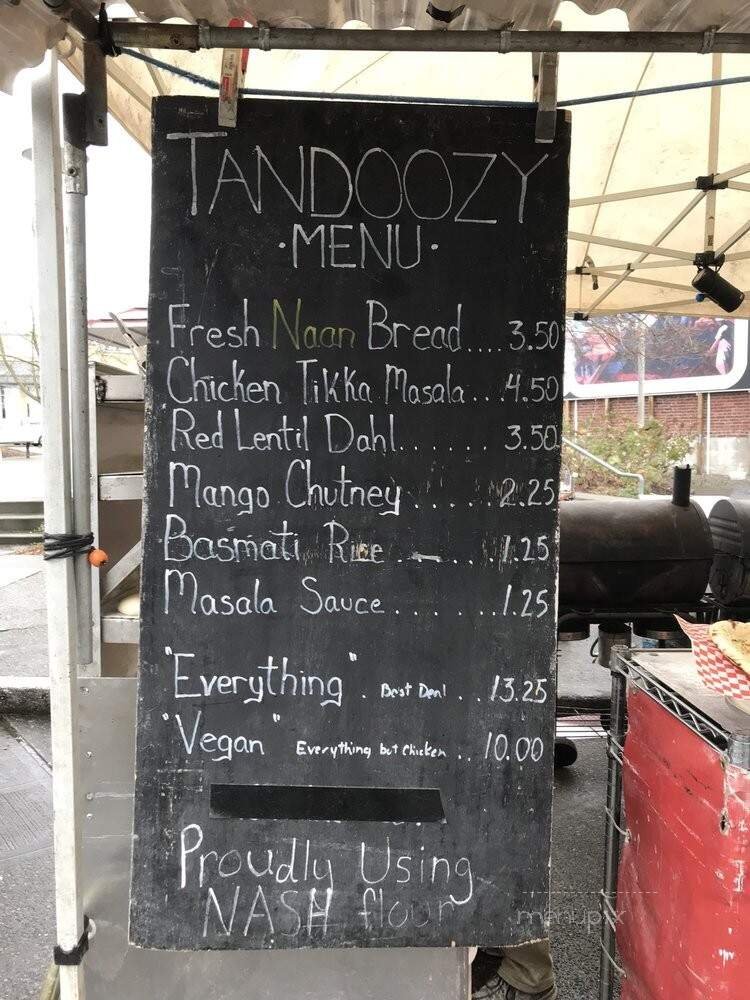 TANDOOZY
·MENU·
Fresh Naan Bread.... 3.50
Chicken Tikka Masala... 4.50
Red Lentil Dahl...... 3.50
Mango Chutney...... 2.25
Basmati Rice ...... 1.25
Masala Sauce....... 1.25
"Everything". Best Deal .. 13.25
"Vegan" Everything but Chicken .. 10.00
Proudly Using
NASH flour
menupix